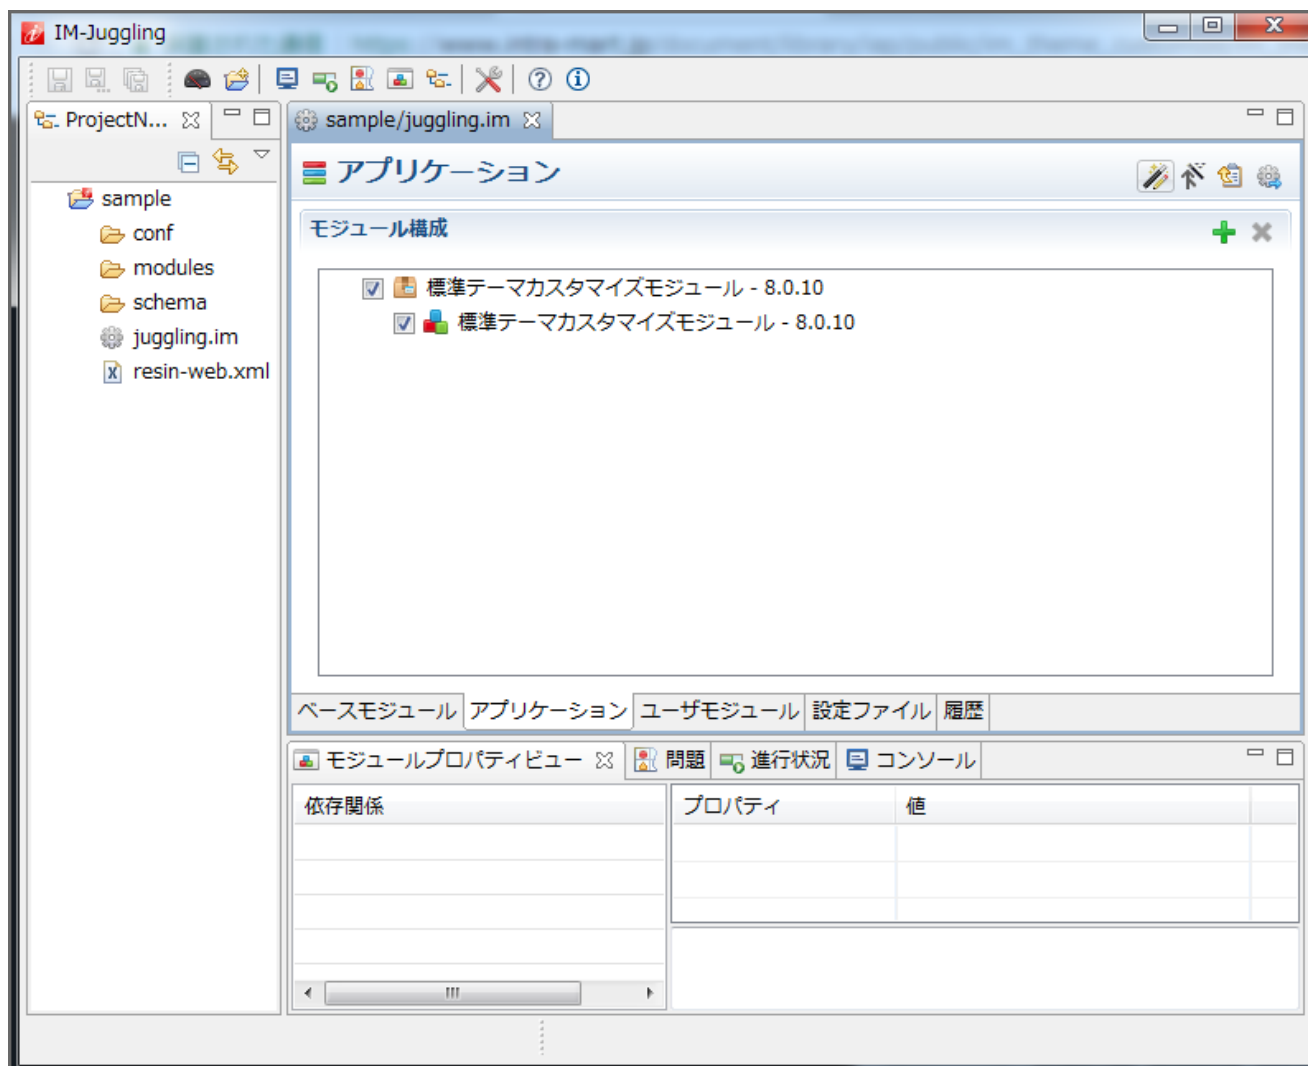 IM-Juggling
ProjectN...
sample/juggling.im
sample
conf
modules
schema
juggling.im
resin-web.xml
アプリケーション
モジュール構成
標準テーマカスタマイズモジュール - 8.0.10
標準テーマカスタマイズモジュール - 8.0.10
ベースモジュール アプリケーション ユーザモジュール 設定ファイル 履歴
モジュールプロパティビュー 問題 進行状況 コンソール
依存関係 プロパティ 値